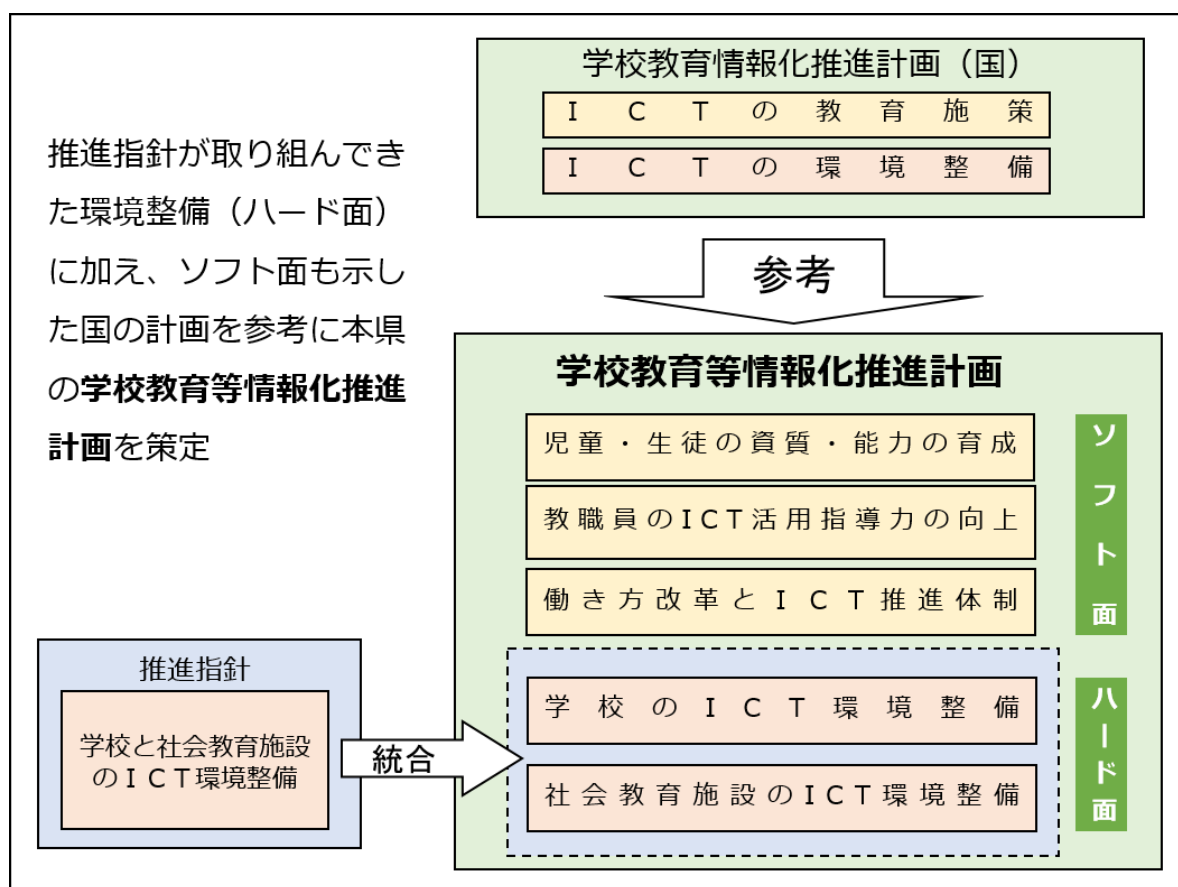 学校教育情報化推進計画（国）
ＩＣＴの教育施策
ＩＣＴの環境整備
推進指針が取り組んでき
た環境整備（ハード面）
に加え、ソフト面も示し
た国の計画を参考に本県
の学校教育等情報化推進
計画を策定
参考
学校教育等情報化推進計画
児童・生徒の資質・能力の育成
教職員のICT活用指導力の向上
働き方改革とＩＣＴ推進体制
ソフト面
推進指針
学校と社会教育施設
のＩＣＴ環境整備
統合
学校のＩＣＴ環境整備
社会教育施設のICT環境整備
ハード面